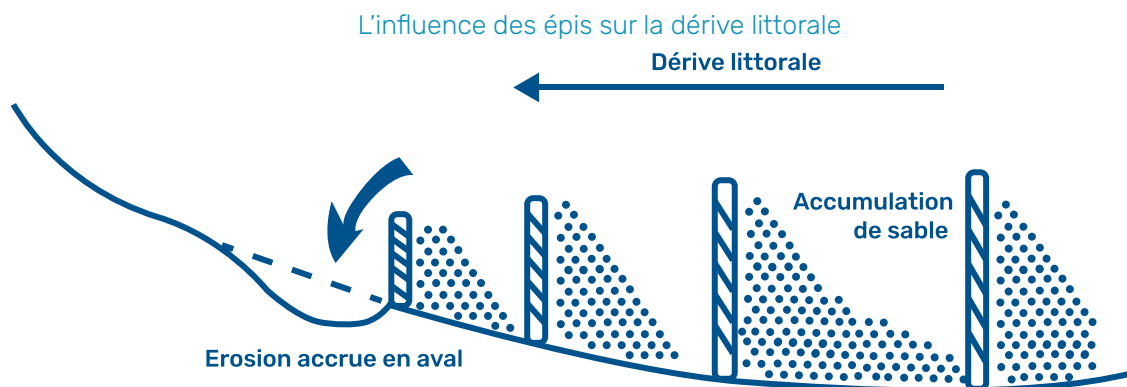 L'influence des épis sur la dérive littorale
Dérive littorale
Accumulation
de sable
Erosion accrue en aval